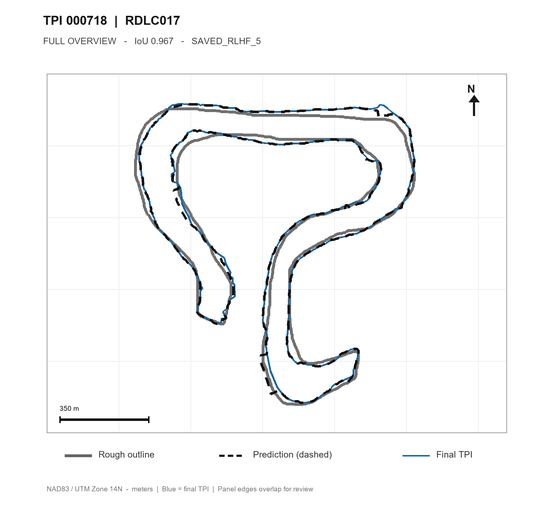 TPI 000718 | RDLC017
FULL OVERVIEW - IoU 0.967 - SAVED_RLHF_5
N
350 m
Rough outline
Prediction (dashed)
Final TPI
NAD83 / UTM Zone 14N - meters | Blue = final TPI | Panel edges overlap for review